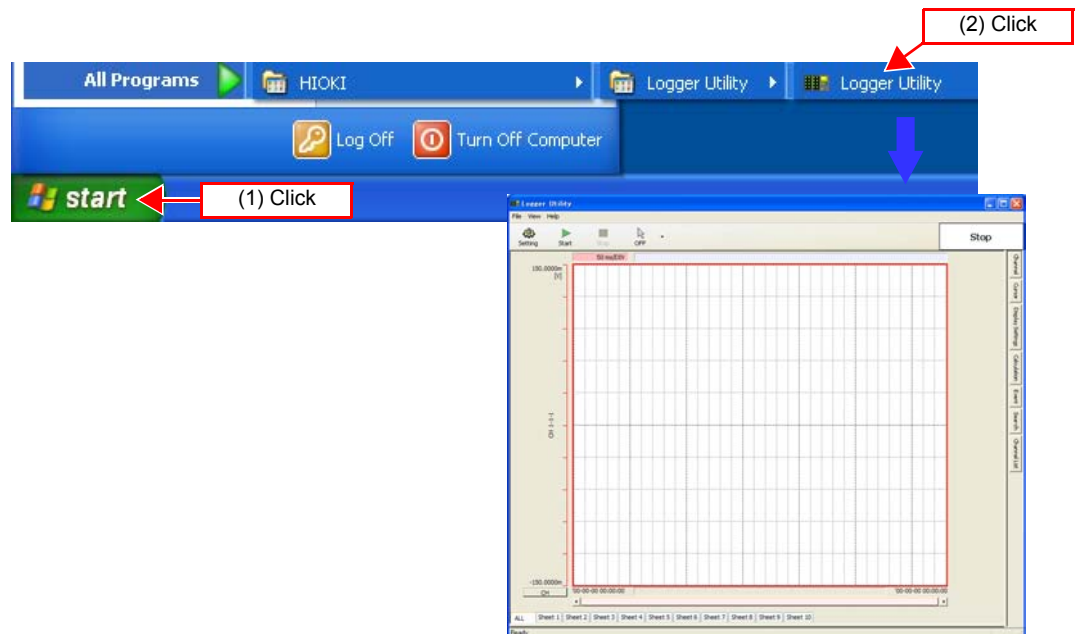 (2) Click
All Programs
HIOKI
Logger Utility
Logger Utility
Log Off
Turn Off Computer
start
(1) Click
Logger Utility
File View Help
Setting
Start
Stop
OFF
Stop
50 ms/DIV
150.0000m
[V]
CH 1-1-1
-150.0000m
CH
'00-00-00 00:00:00
'00-00-00 00:00:00
Channel
Cursor
Display Settings
Calculation
Event
Search
Channel List
ALL Sheet 1 Sheet 2 Sheet 3 Sheet 4 Sheet 5 Sheet 6 Sheet 7 Sheet 8 Sheet 9 Sheet 10
Ready